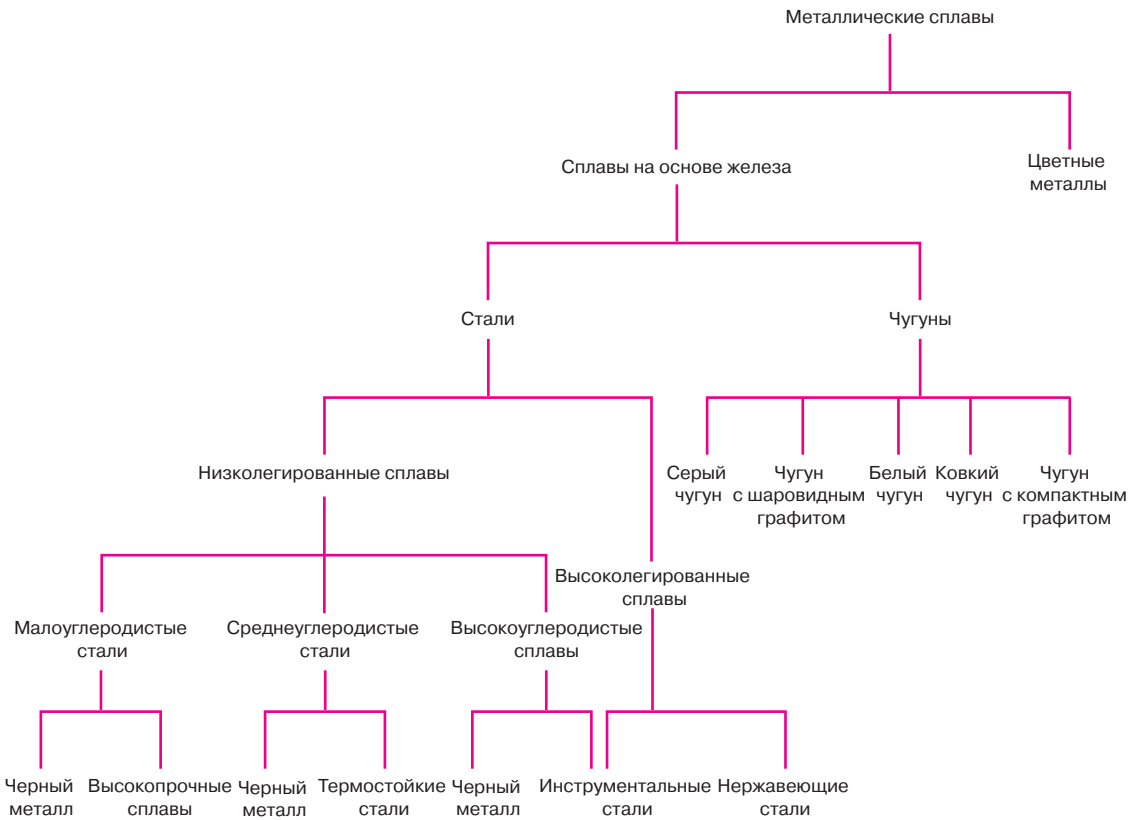 Металлические сплавы
Сплавы на основе железа
Цветные
металлы
Стали
Чугуны
Низколегированные сплавы
Серый
чугун
Чугун
с шаровидным
графитом
Белый
чугун
Ковкий
чугун
Чугун
с компактным
графитом
Высоколегированные
сплавы
Малоуглеродистые
стали
Среднеуглеродистые
стали
Высокоуглеродистые
сплавы
Черный
металл
Высокопрочные
сплавы
Черный
металл
Термостойкие
стали
Черный
металл
Инструментальные
стали
Нержавеющие
стали